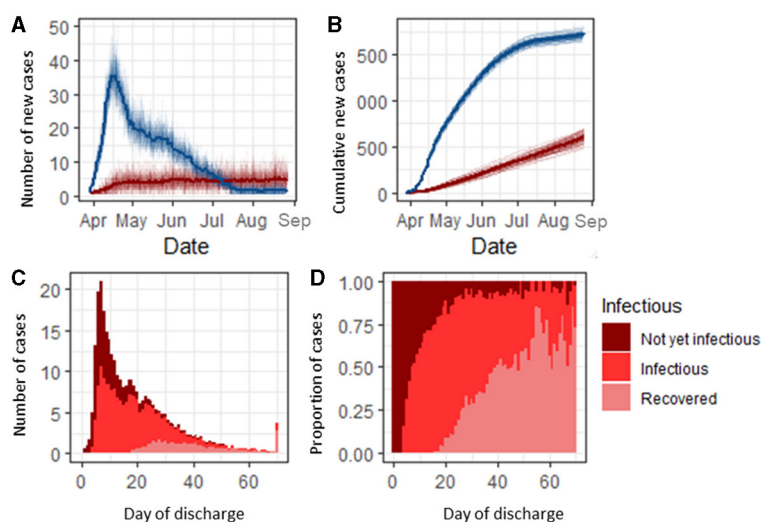 A
Number of new cases
50
40
30
20
10
0
Apr May Jun Jul Aug Sep
Date
B
Cumulative new cases
500
000
500
0
Apr May Jun Jul Aug Sep
Date
C
Number of cases
20
15
10
5
0
0 20 40 60
Day of discharge
D
Proportion of cases
1.00
0.75
0.50
0.25
0.00
0 20 40 60
Day of discharge
Infectious
Not yet infectious
Infectious
Recovered